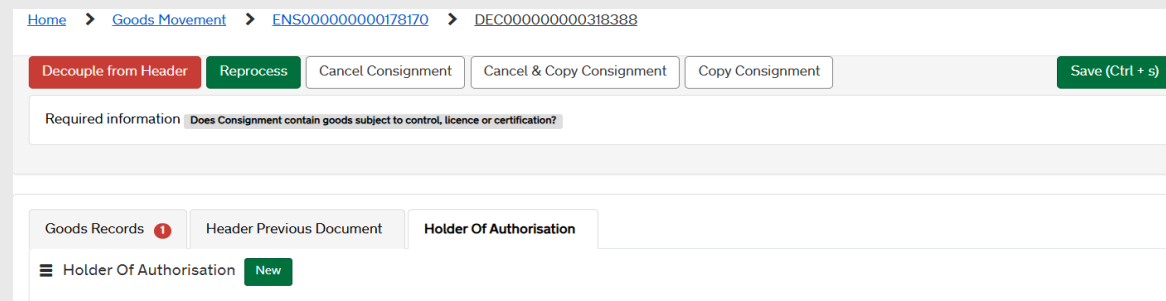 Home > Goods Movement > ENS000000000178170 > DEC000000000318388
Decouple from Header Reprocess Cancel Consignment Cancel & Copy Consignment Copy Consignment Save (Ctrl + s)
Required information Does Consignment contain goods subject to control, licence or certification?
Goods Records 1 Header Previous Document Holder Of Authorisation
Holder Of Authorisation New